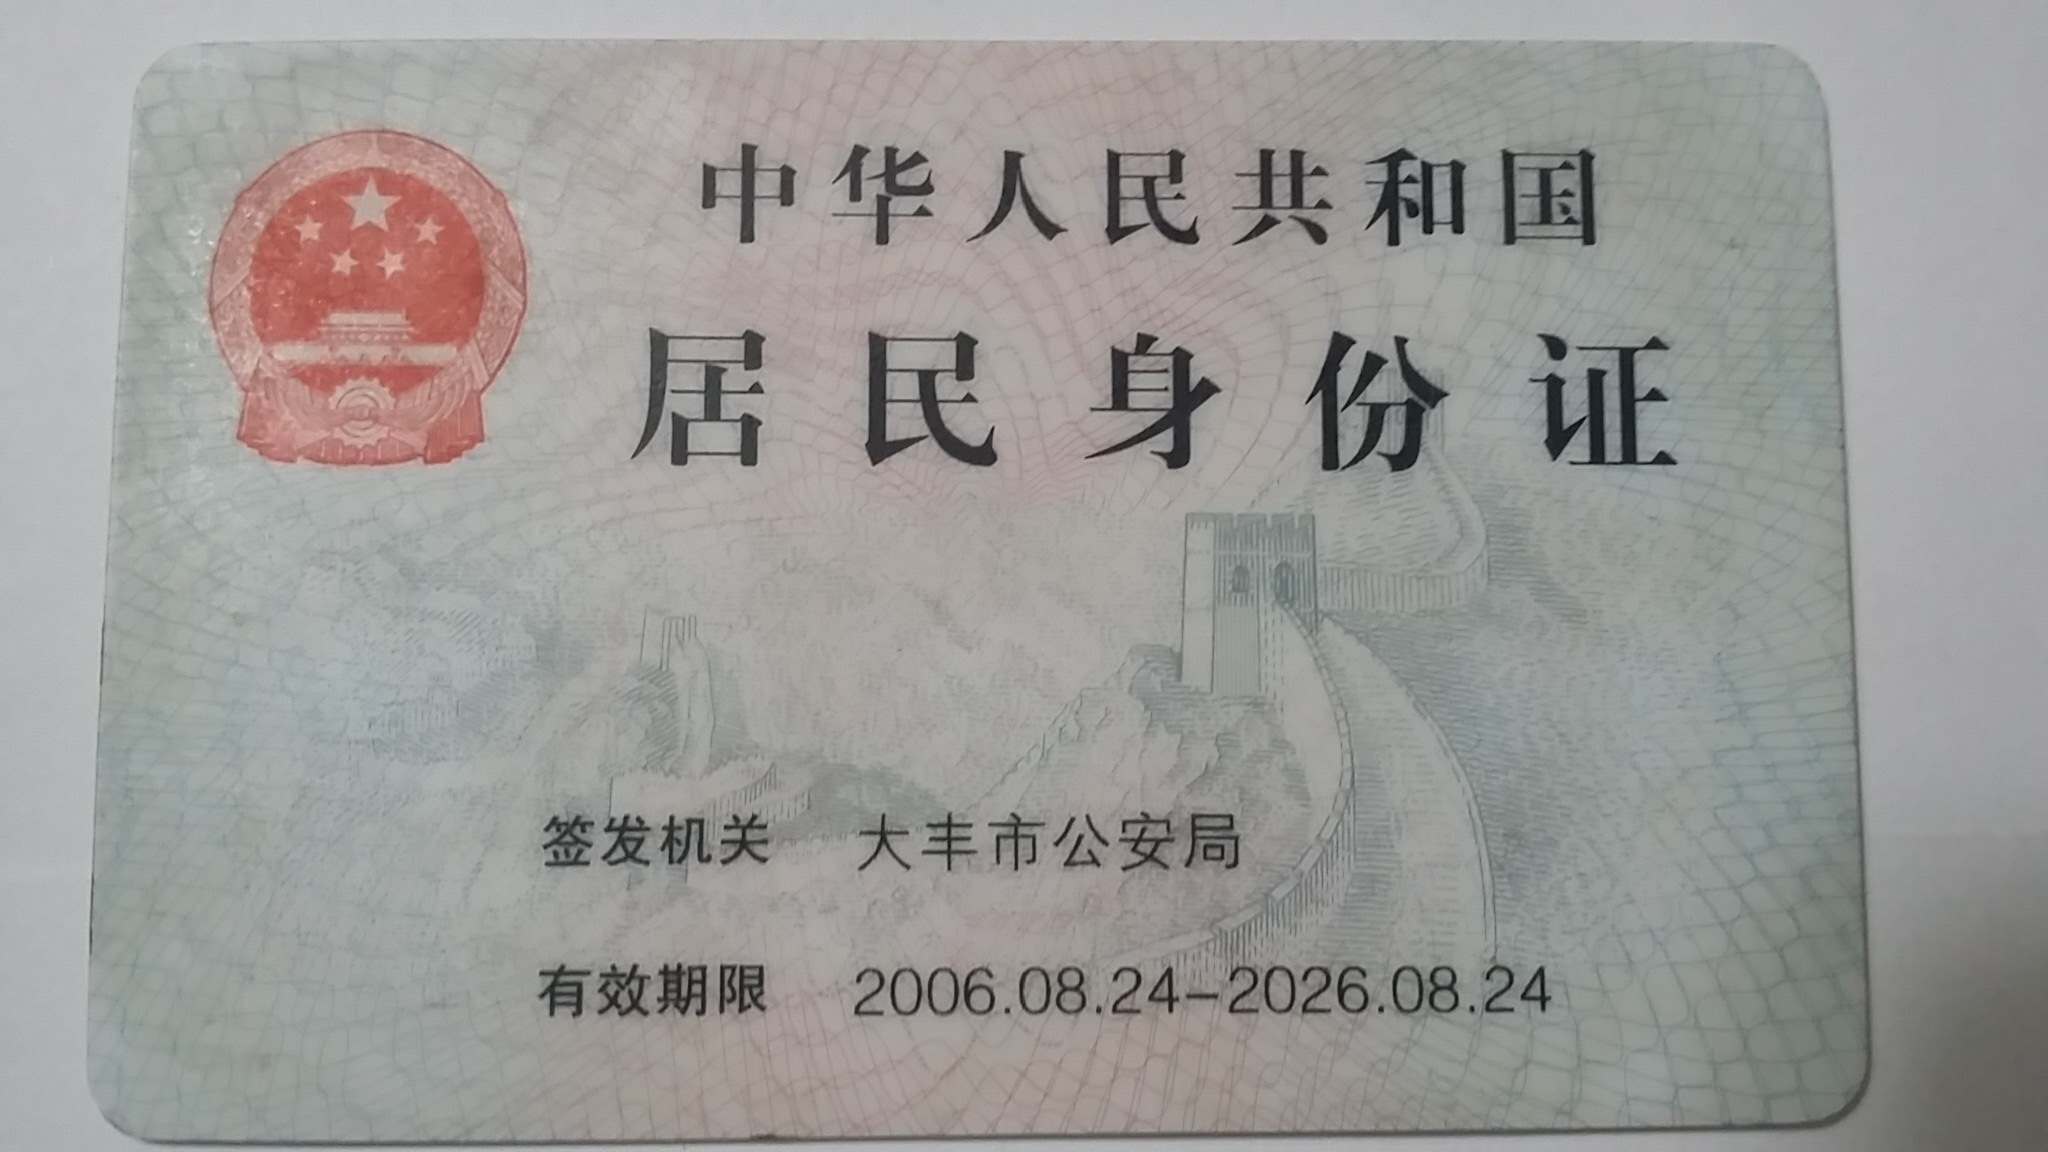 中华人民共和国
居民身份证
签发机关 大丰市公安局
有效期限 2006.08.24-2026.08.24